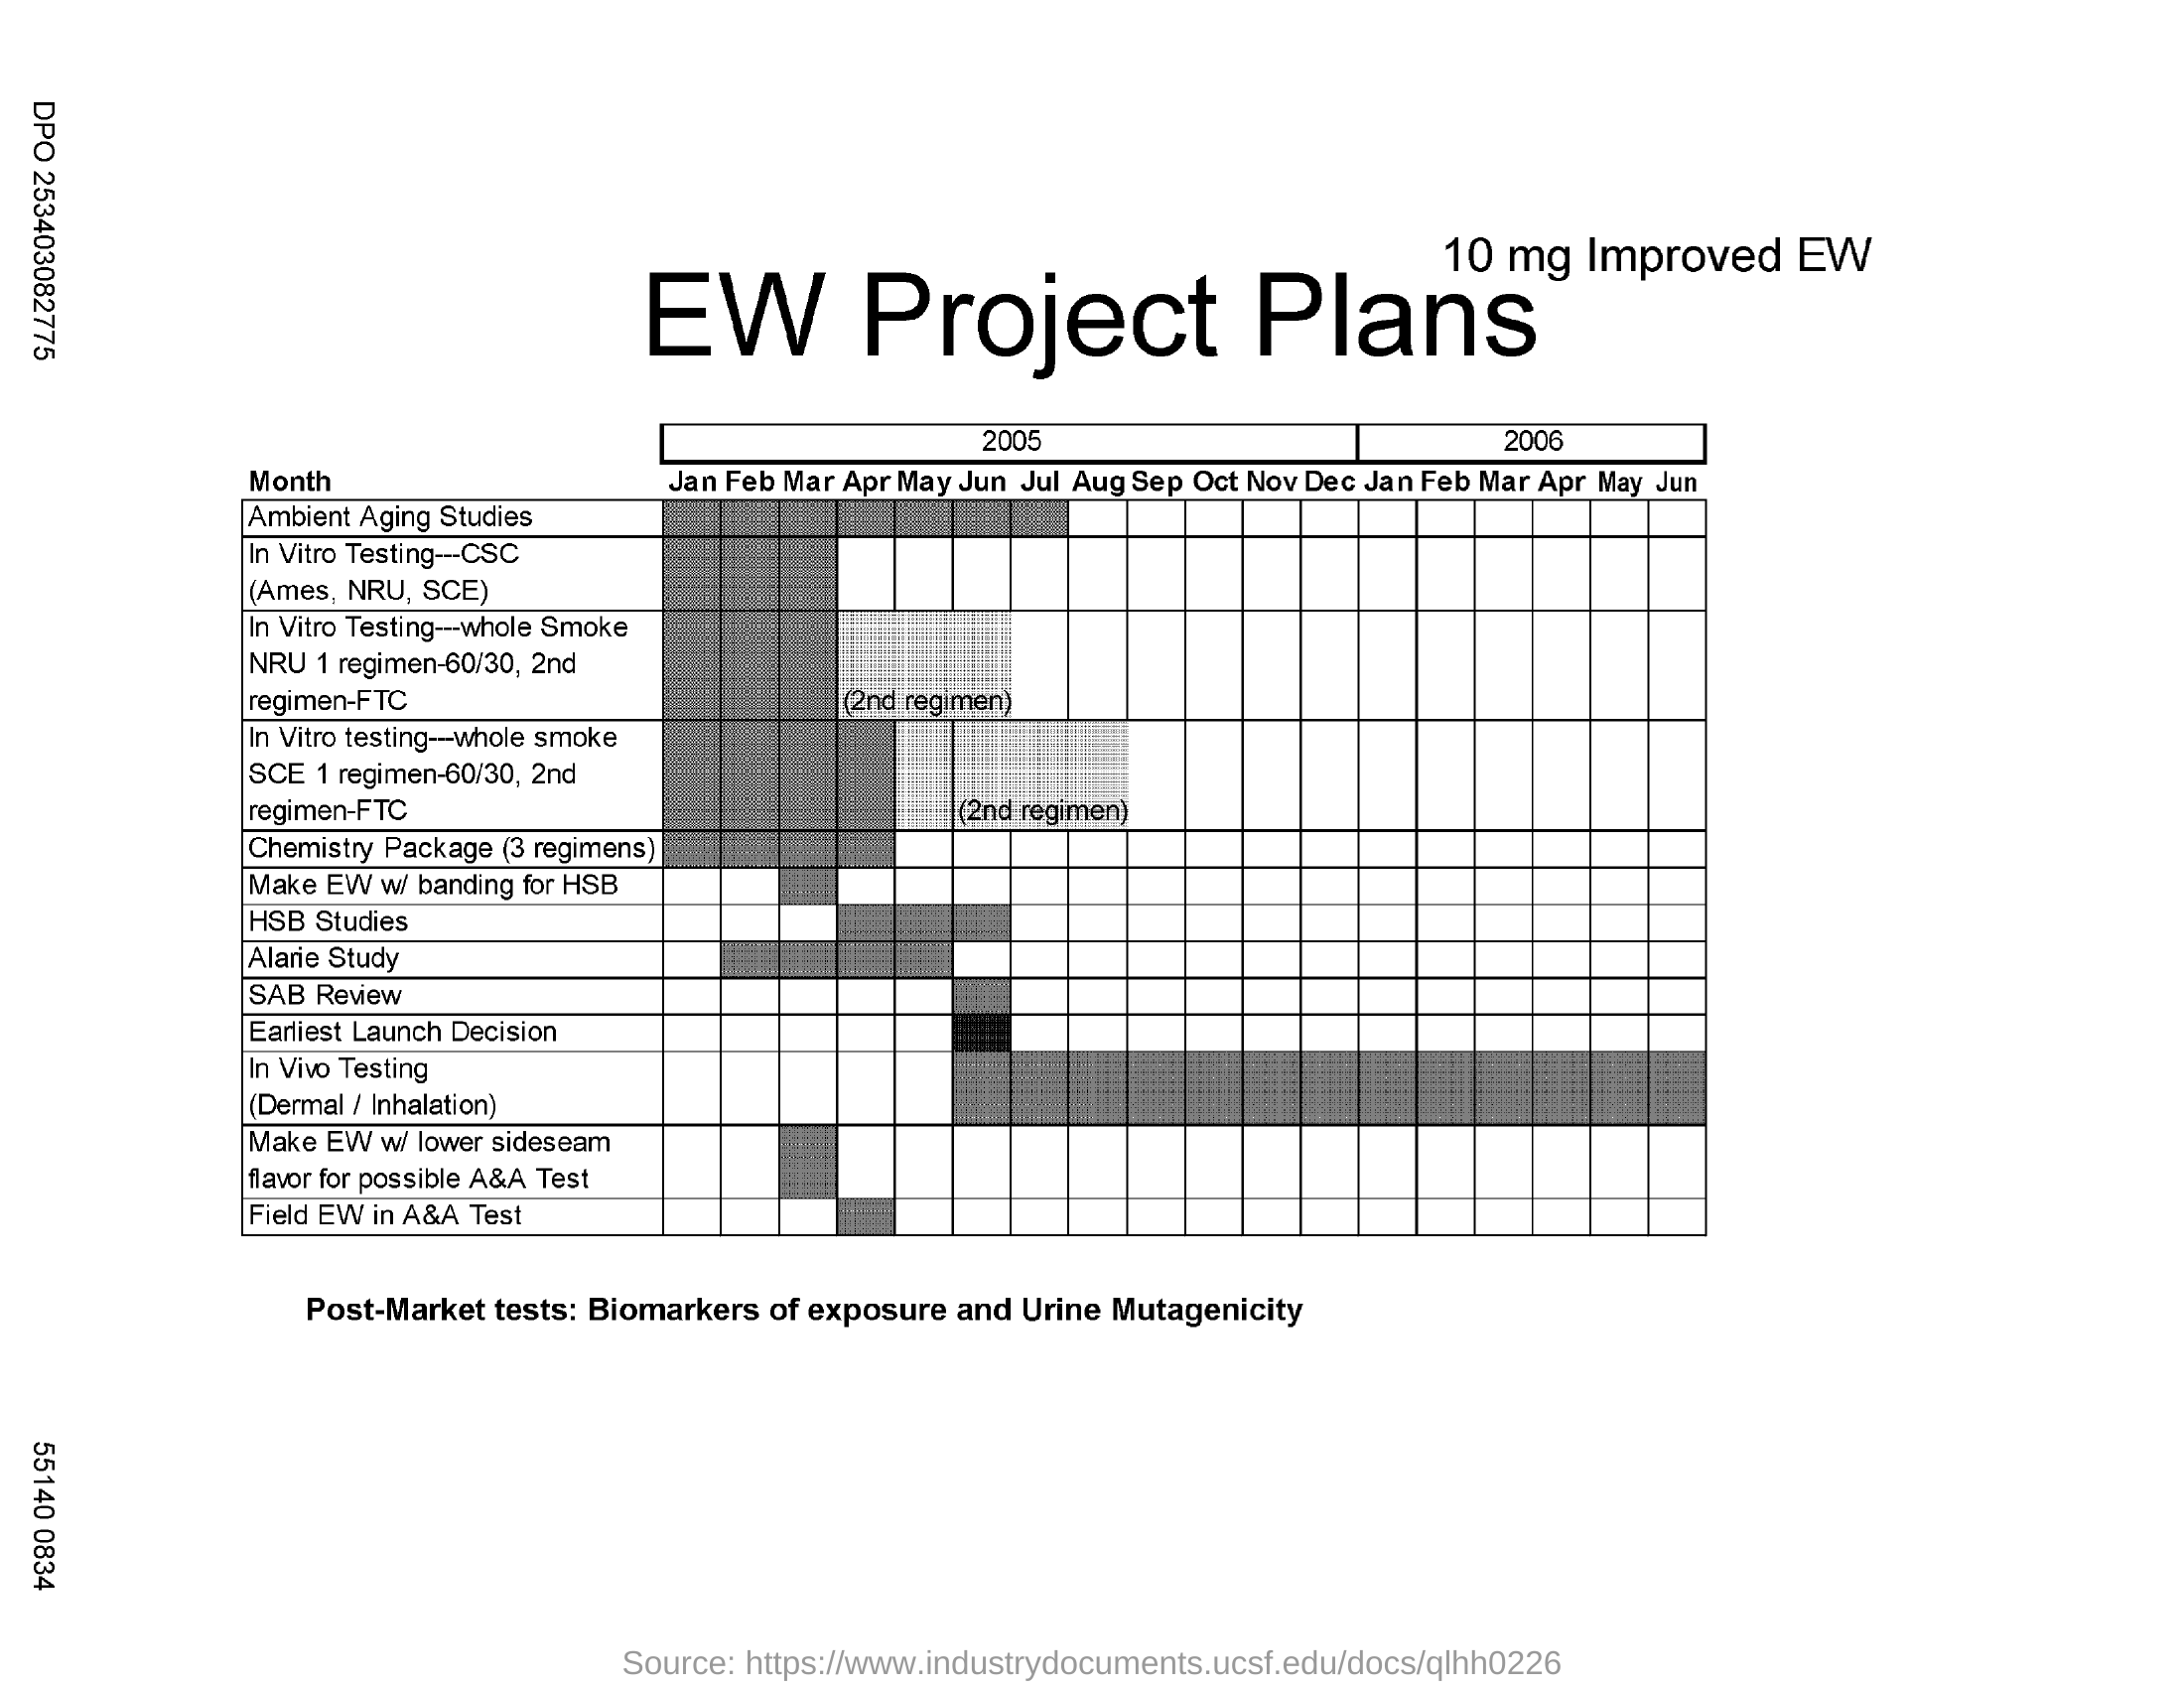 DPO 2534030082775
10 mg Improved EW
EW Project Plans
2005 2006
Month Jan Feb Mar Apr May Jun Jul Aug Sep Oct Nov Dec Jan Feb Mar Apr May Jun
Ambient Aging Studies
In Vitro Testing---CSC
(Ames, NRU, SCE)
In Vitro Testing---whole Smoke
NRU 1 regimen-60/30, 2nd
regimen-FTC (2nd regimen)
In Vitro testing---whole smoke
SCE 1 regimen-60/30, 2nd
regimen-FTC (2nd regimen)
Chemistry Package (3 regimens)
Make EW w/ banding for HSB
HSB Studies
Alarie Study
SAB Review
Earliest Launch Decision
In Vivo Testing
(Dermal / Inhalation)
Make EW w/ lower sideseam
flavor for possible A&A Test
Field EW in A&A Test
Post-Market tests: Biomarkers of exposure and Urine Mutagenicity
55140 0834
Source: https://www.industrydocuments.ucsf.edu/docs/qlhh0226